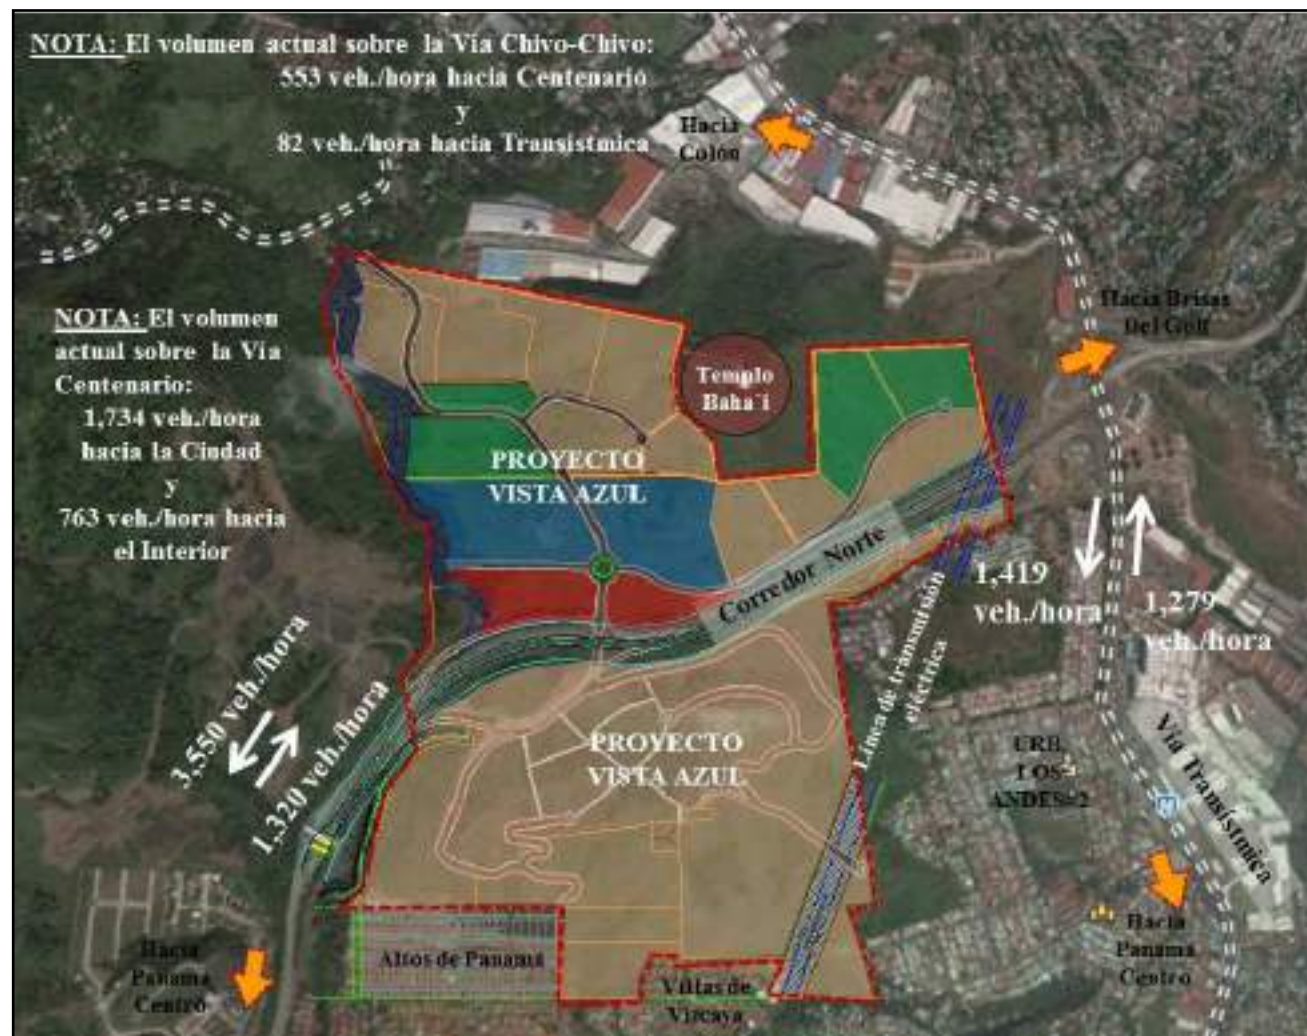 NOTA: El volumen actual sobre la Vía Chivo-Chivo:
553 veh./hora hacia Centenario
y
82 veh./hora hacia Transístmica
Hacia
Colón
Hacia Brisas
Del Golf
NOTA: El volumen
actual sobre la Vía
Centenario:
1,734 veh./hora
hacia la Ciudad
y
763 veh./hora hacia
el Interior
Templo
Baha´i
PROYECTO
VISTA AZUL
Corredor Norte
1,419
veh./hora
1,279
veh./hora
Línea de transmisión
eléctrica
3,550 veh./hora
1,320 veh./hora
PROYECTO
VISTA AZUL
URB.
LOS
ANDES#2
Vía Transístmica
Hacia
Panamá
Centro
Altos de Panamá
Villas de
Vizcaya
Hacia
Panamá
Centro